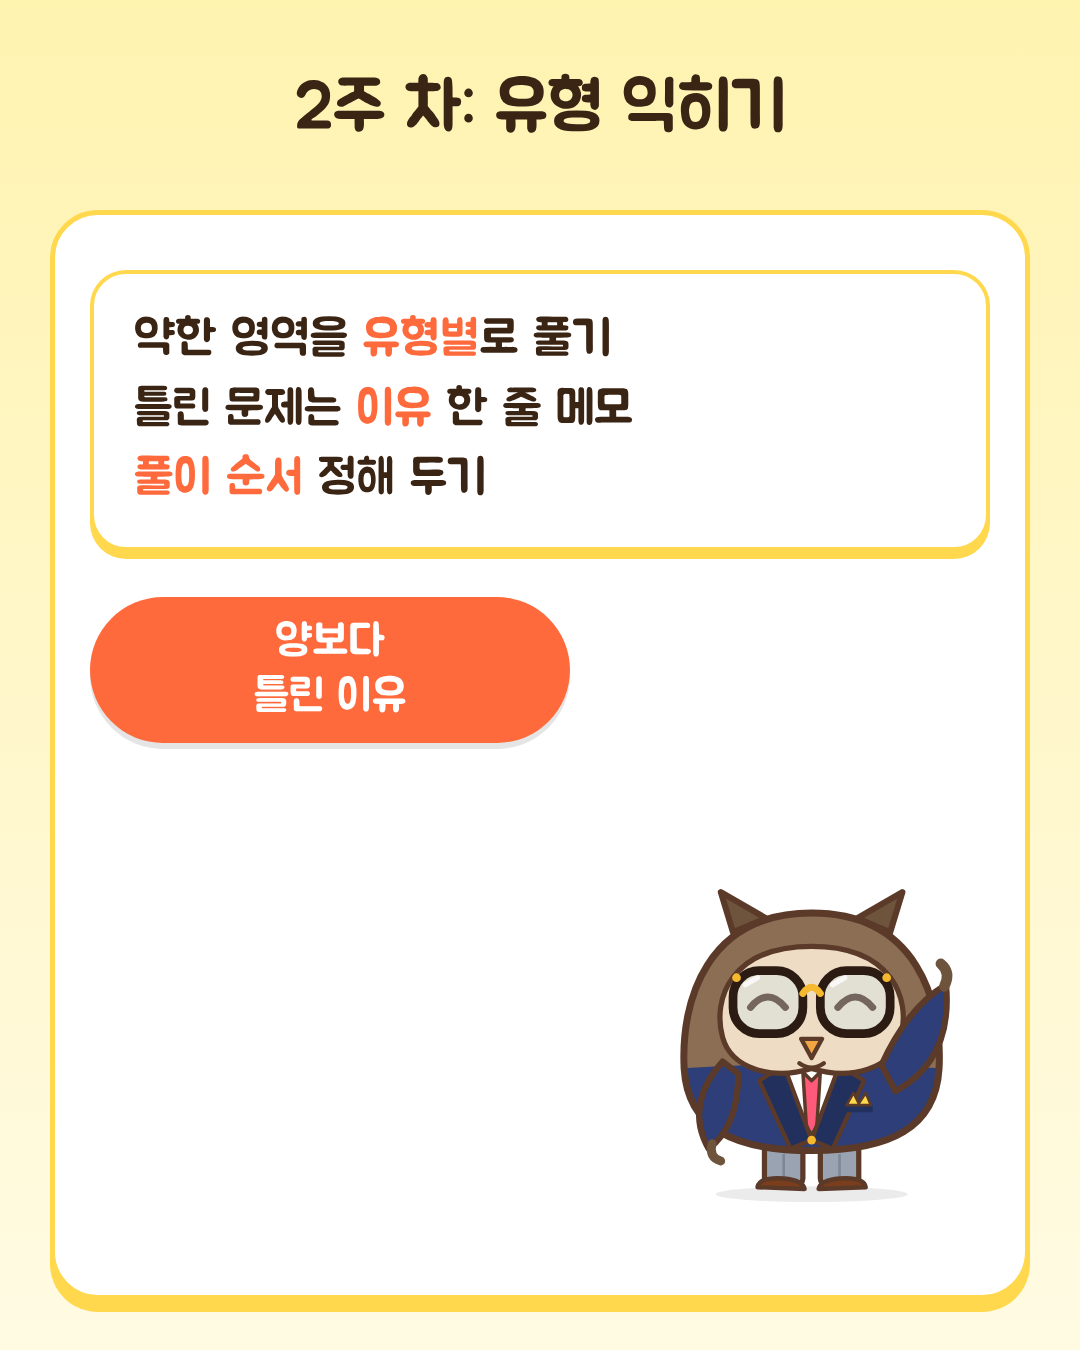 2주 차: 유형 익히기
약한 영역을 유형별로 풀기
틀린 문제는 이유 한 줄 메모
풀이 순서 정해 두기
양보다
틀린 이유